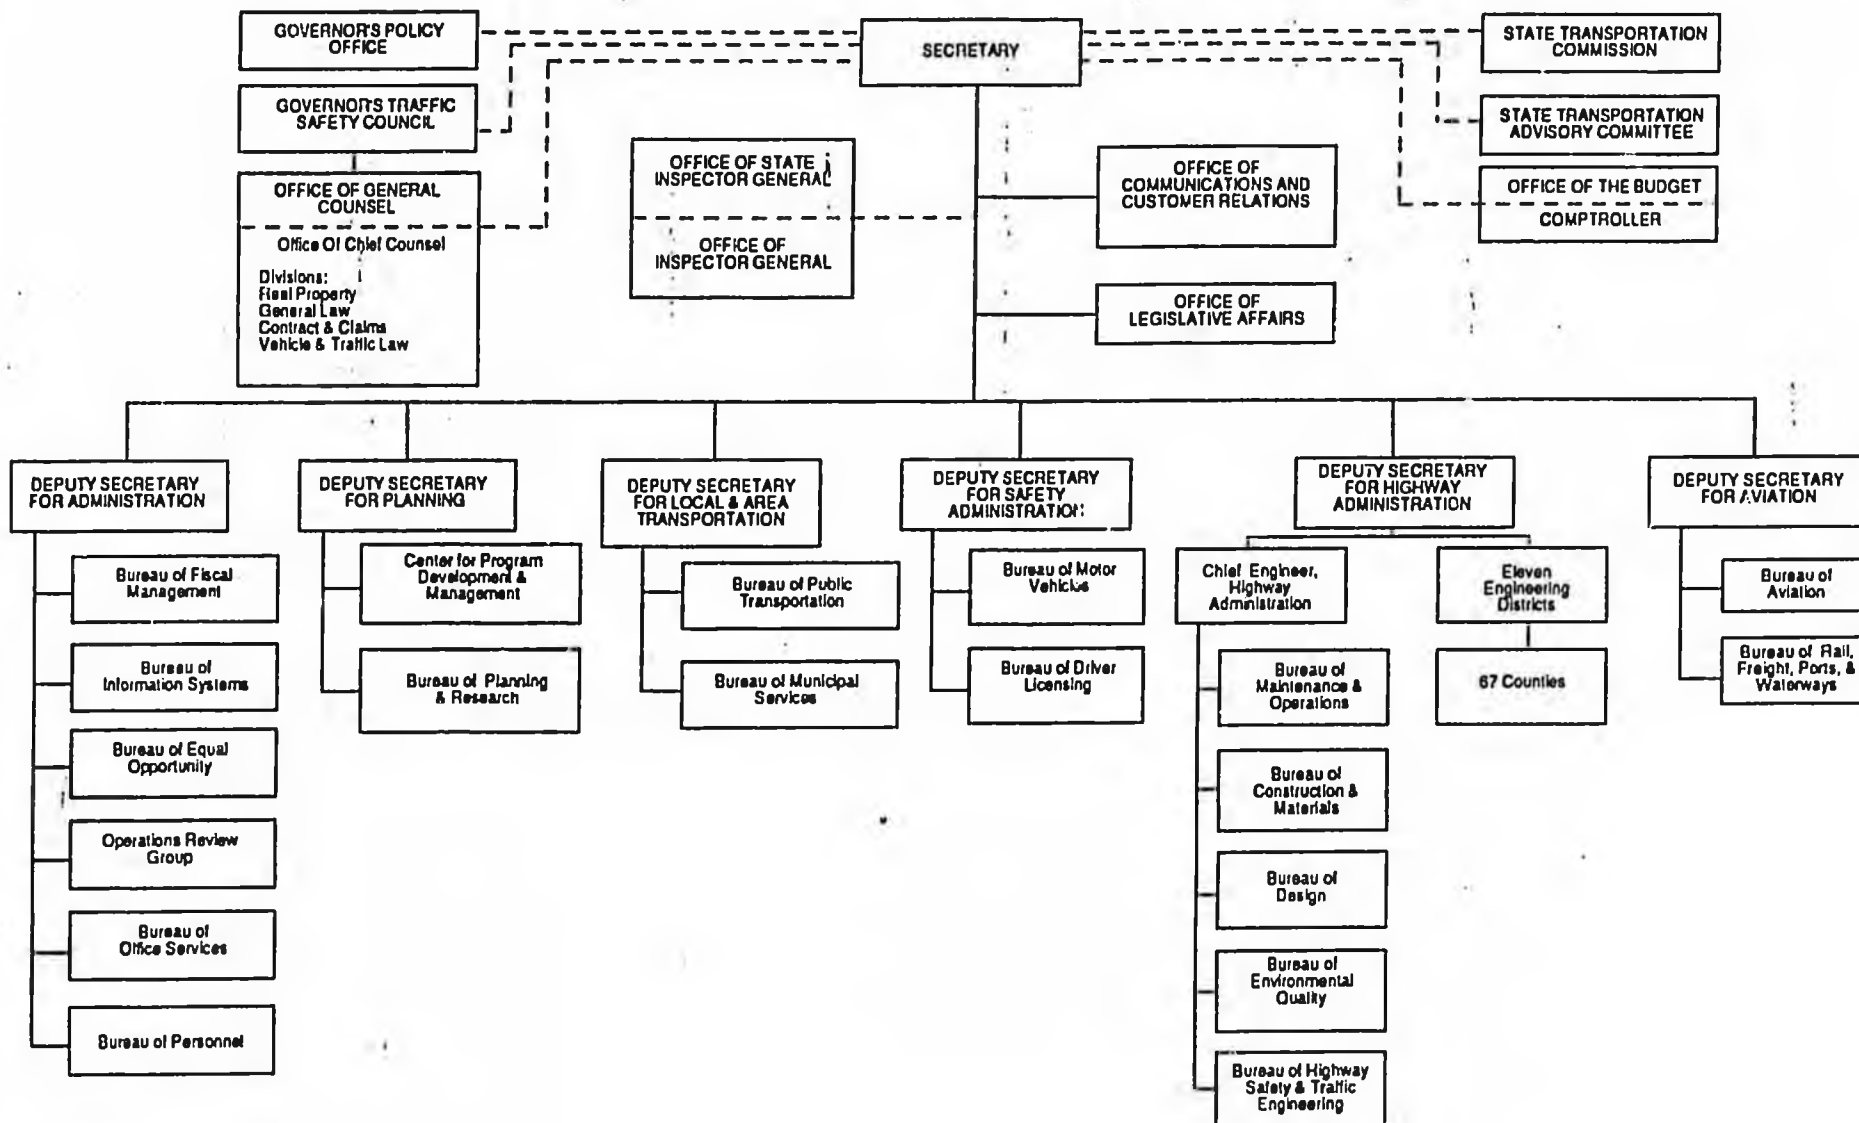 GOVERNOR'S POLICY
OFFICE
SECRETARY
STATE TRANSPORTATION
COMMISSION
GOVERNOR'S TRAFFIC
SAFETY COUNCIL
STATE TRANSPORTATION
ADVISORY COMMITTEE
OFFICE OF GENERAL
COUNSEL
Office Of Chief Counsel
Divisions:
Real Property
General Law
Contract & Claims
Vehicle & Traffic Law
OFFICE OF STATE
INSPECTOR GENERAL
OFFICE OF
INSPECTOR GENERAL
OFFICE OF
COMMUNICATIONS AND
CUSTOMER RELATIONS
OFFICE OF THE BUDGET
COMPTROLLER
OFFICE OF
LEGISLATIVE AFFAIRS
DEPUTY SECRETARY
FOR ADMINISTRATION
Bureau of Fiscal
Management
Bureau of
Information Systems
Bureau of Equal
Opportunity
Operations Review
Group
Bureau of
Office Services
Bureau of Personnel
DEPUTY SECRETARY
FOR PLANNING
Center for Program
Development &
Management
Bureau of Planning
& Research
DEPUTY SECRETARY
FOR LOCAL & AREA
TRANSPORTATION
Bureau of Public
Transportation
Bureau of Municipal
Services
DEPUTY SECRETARY
FOR SAFETY
ADMINISTRATION
Bureau of Motor
Vehicles
Bureau of Driver
Licensing
DEPUTY SECRETARY
FOR HIGHWAY
ADMINISTRATION
Chief Engineer,
Highway
Administration
Bureau of
Maintenance &
Operations
Bureau of
Construction &
Materials
Bureau of
Design
Bureau of
Environmental
Quality
Bureau of Highway
Safety & Traffic
Engineering
Eleven
Engineering
Districts
67 Counties
DEPUTY SECRETARY
FOR AVIATION
Bureau of
Aviation
Bureau of Rail,
Freight, Ports, &
Waterways